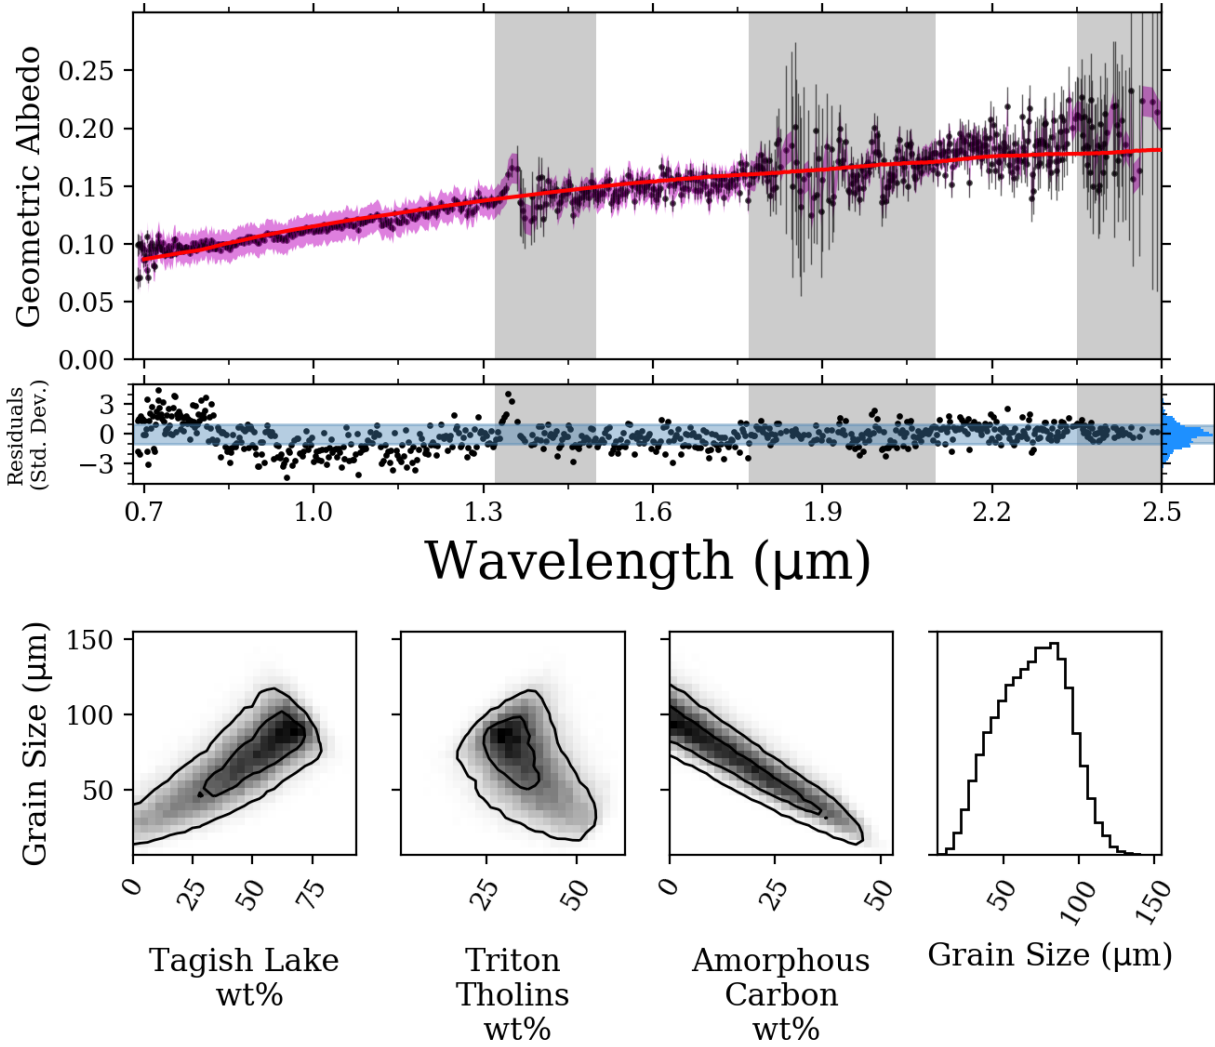 0.25
0.20
0.15
0.10
0.05
0.00
Geometric Albedo
3
0
−3
Residuals
(Std. Dev.)
0.7 1.0 1.3 1.6 1.9 2.2 2.5
Wavelength (μm)
150
100
50
Grain Size (μm)
0 25 50 75
25 50
0 25 50
50 100 150
Tagish Lake
wt%
Triton
Tholins
wt%
Amorphous
Carbon
wt%
Grain Size (μm)